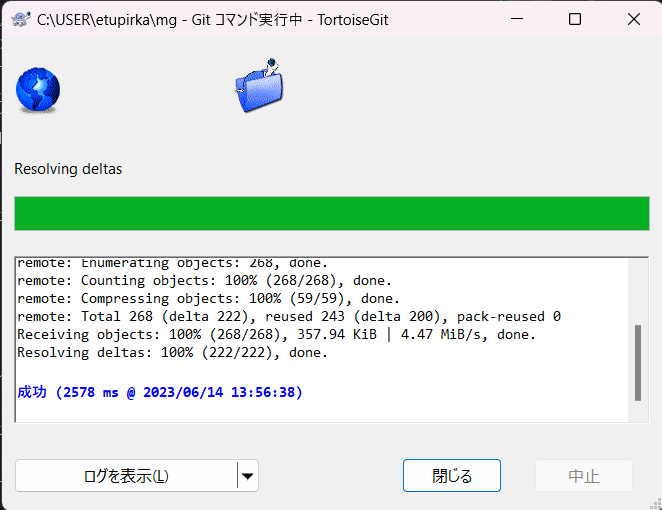 C:\USER\etupirka\mg - Git コマンド実行中 - TortoiseGit
Resolving deltas
remote: Enumerating objects: 268, done.
remote: Counting objects: 100% (268/268), done.
remote: Compressing objects: 100% (59/59), done.
remote: Total 268 (delta 222), reused 243 (delta 200), pack-reused 0
Receiving objects: 100% (268/268), 357.94 KiB | 4.47 MiB/s, done.
Resolving deltas: 100% (222/222), done.
成功 (2578 ms @ 2023/06/14 13:56:38)
ログを表示(L)
閉じる
中止